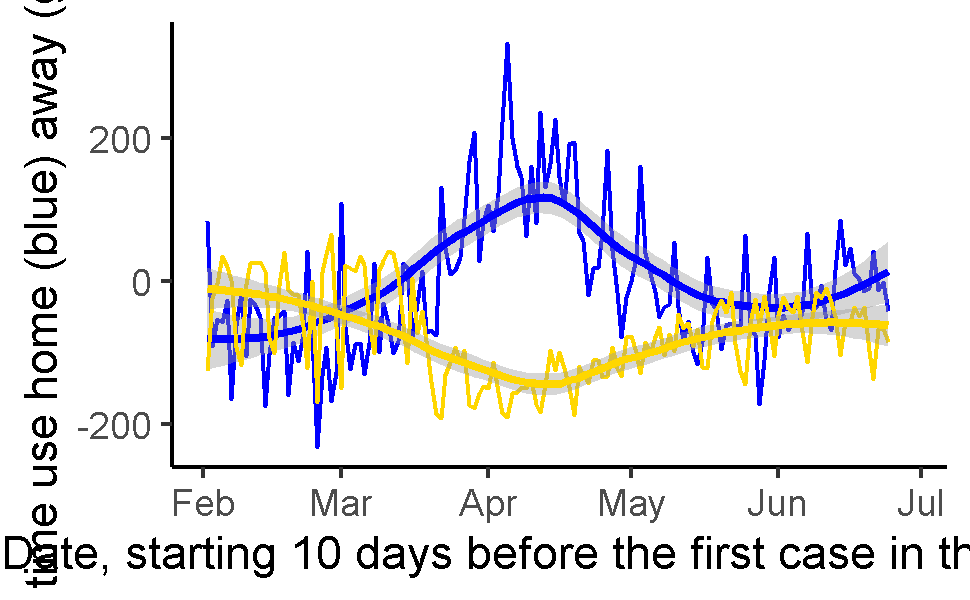 time use home (blue) away (
200
0
-200
Feb Mar Apr May Jun Jul
Date, starting 10 days before the first case in th